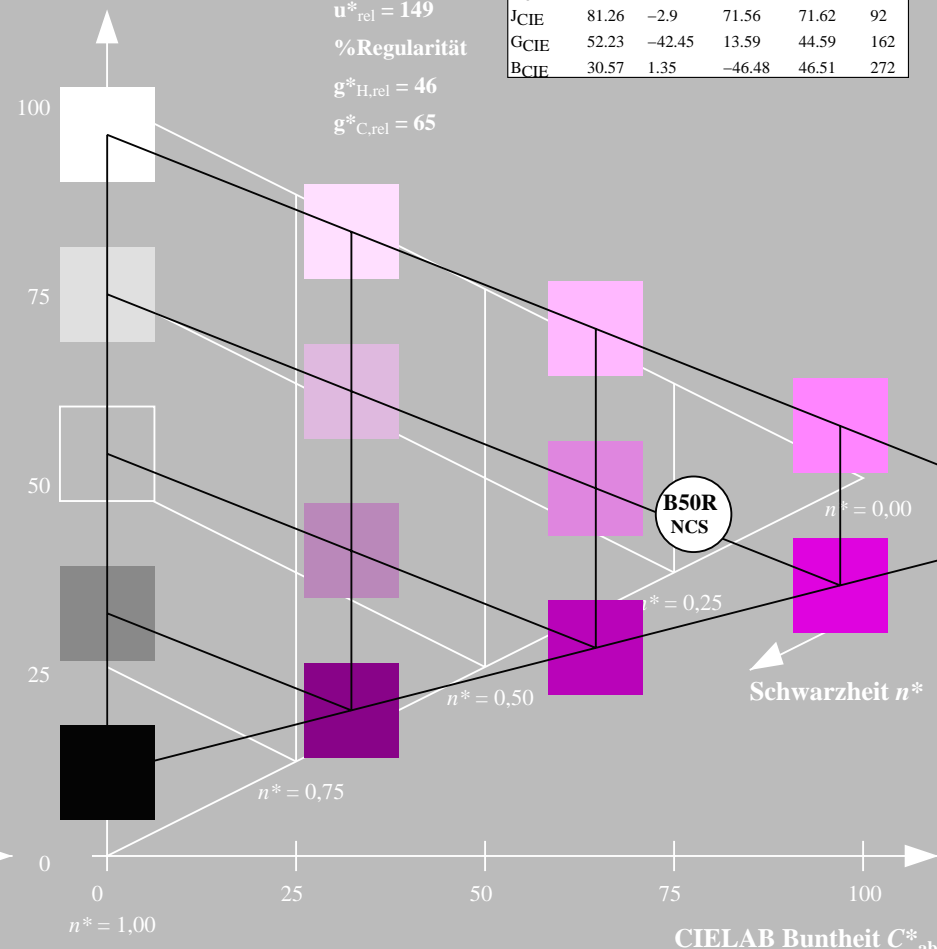 u*rel = 149
%Regularität
g*H,rel = 46
g*C,rel = 65
JCIE 81.26 −2.9 71.56 71.62 92
GCIE 52.23 −42.45 13.59 44.59 162
BCIE 30.57 1.35 −46.48 46.51 272
100
75
50
25
0
B50R
NCS
n* = 0,00
n* = 0,25
n* = 0,50
n* = 0,75
Schwarzheit n*
0 25 50 75 100
n* = 1,00
CIELAB Buntheit C*